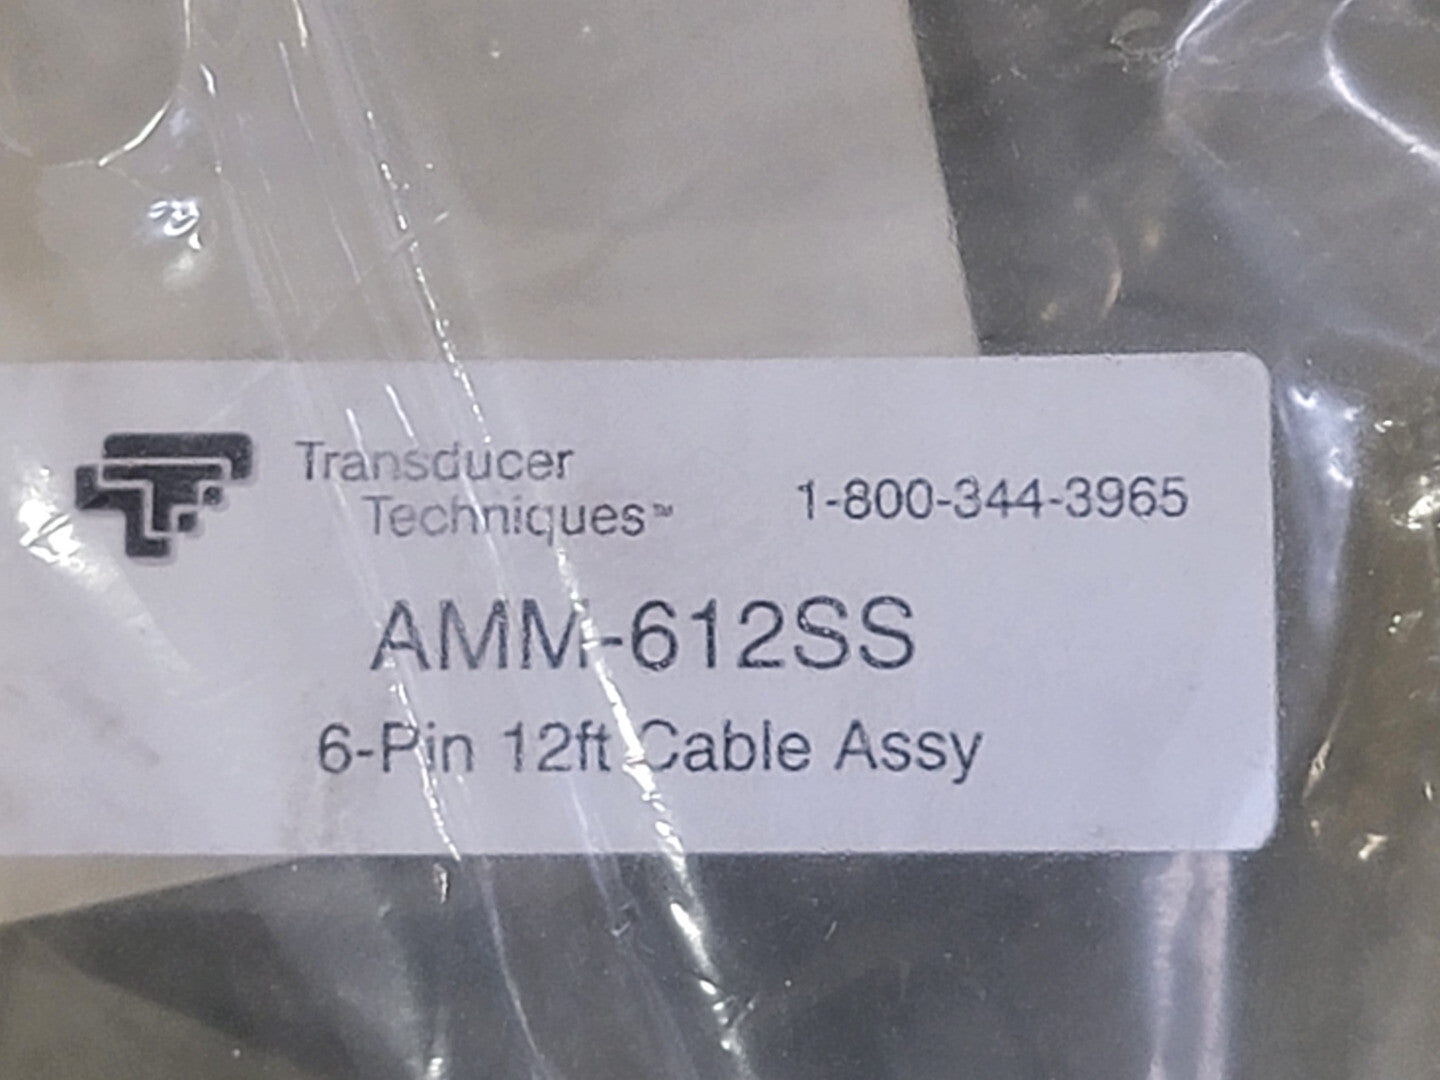 Transducer
Techniques™
1-800-344-3965
AMM-612SS
6-Pin 12ft Cable Assy